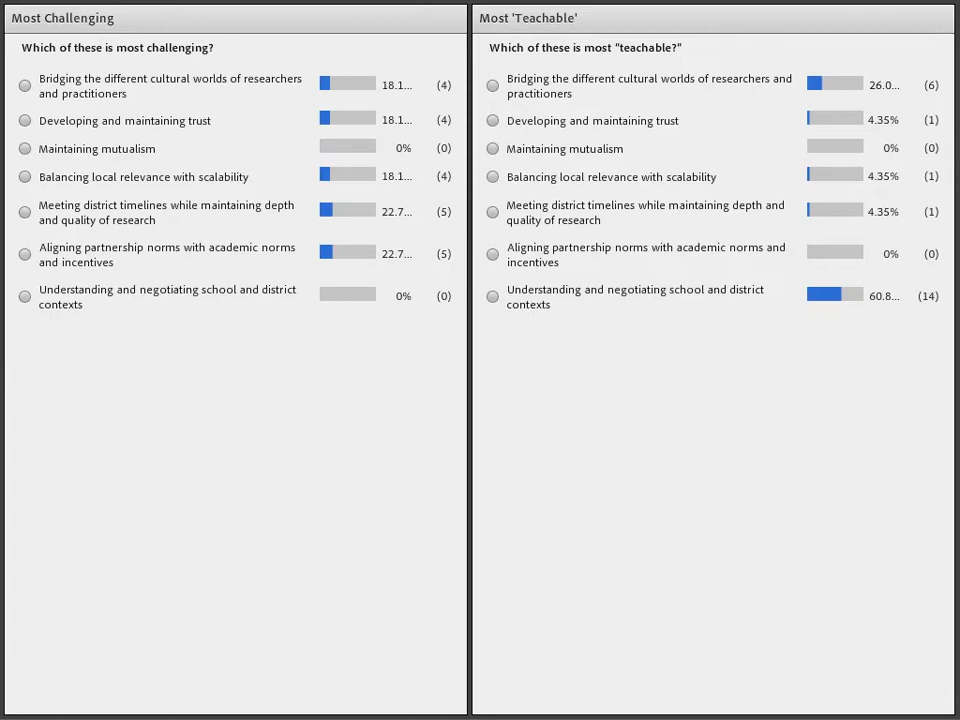 Most Challenging
Which of these is most challenging?
Bridging the different cultural worlds of researchers
and practitioners
18.1... (4)
Developing and maintaining trust
18.1... (4)
Maintaining mutualism
0% (0)
Balancing local relevance with scalability
18.1... (4)
Meeting district timelines while maintaining depth
and quality of research
22.7... (5)
Aligning partnership norms with academic norms
and incentives
22.7... (5)
Understanding and negotiating school and district
contexts
0% (0)
Most 'Teachable'
Which of these is most “teachable?”
Bridging the different cultural worlds of researchers and
practitioners
26.0... (6)
Developing and maintaining trust
4.35% (1)
Maintaining mutualism
0% (0)
Balancing local relevance with scalability
4.35% (1)
Meeting district timelines while maintaining depth and
quality of research
4.35% (1)
Aligning partnership norms with academic norms and
incentives
0% (0)
Understanding and negotiating school and district
contexts
60.8... (14)